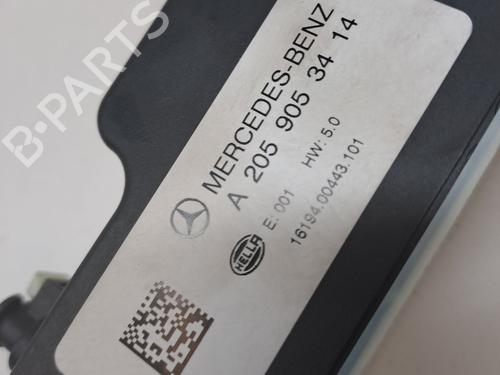 MERCEDES-BENZ
A 205 905 34 14
HELLA
E: 001 HW: 5.0
16194.00443.101
B-PARTS